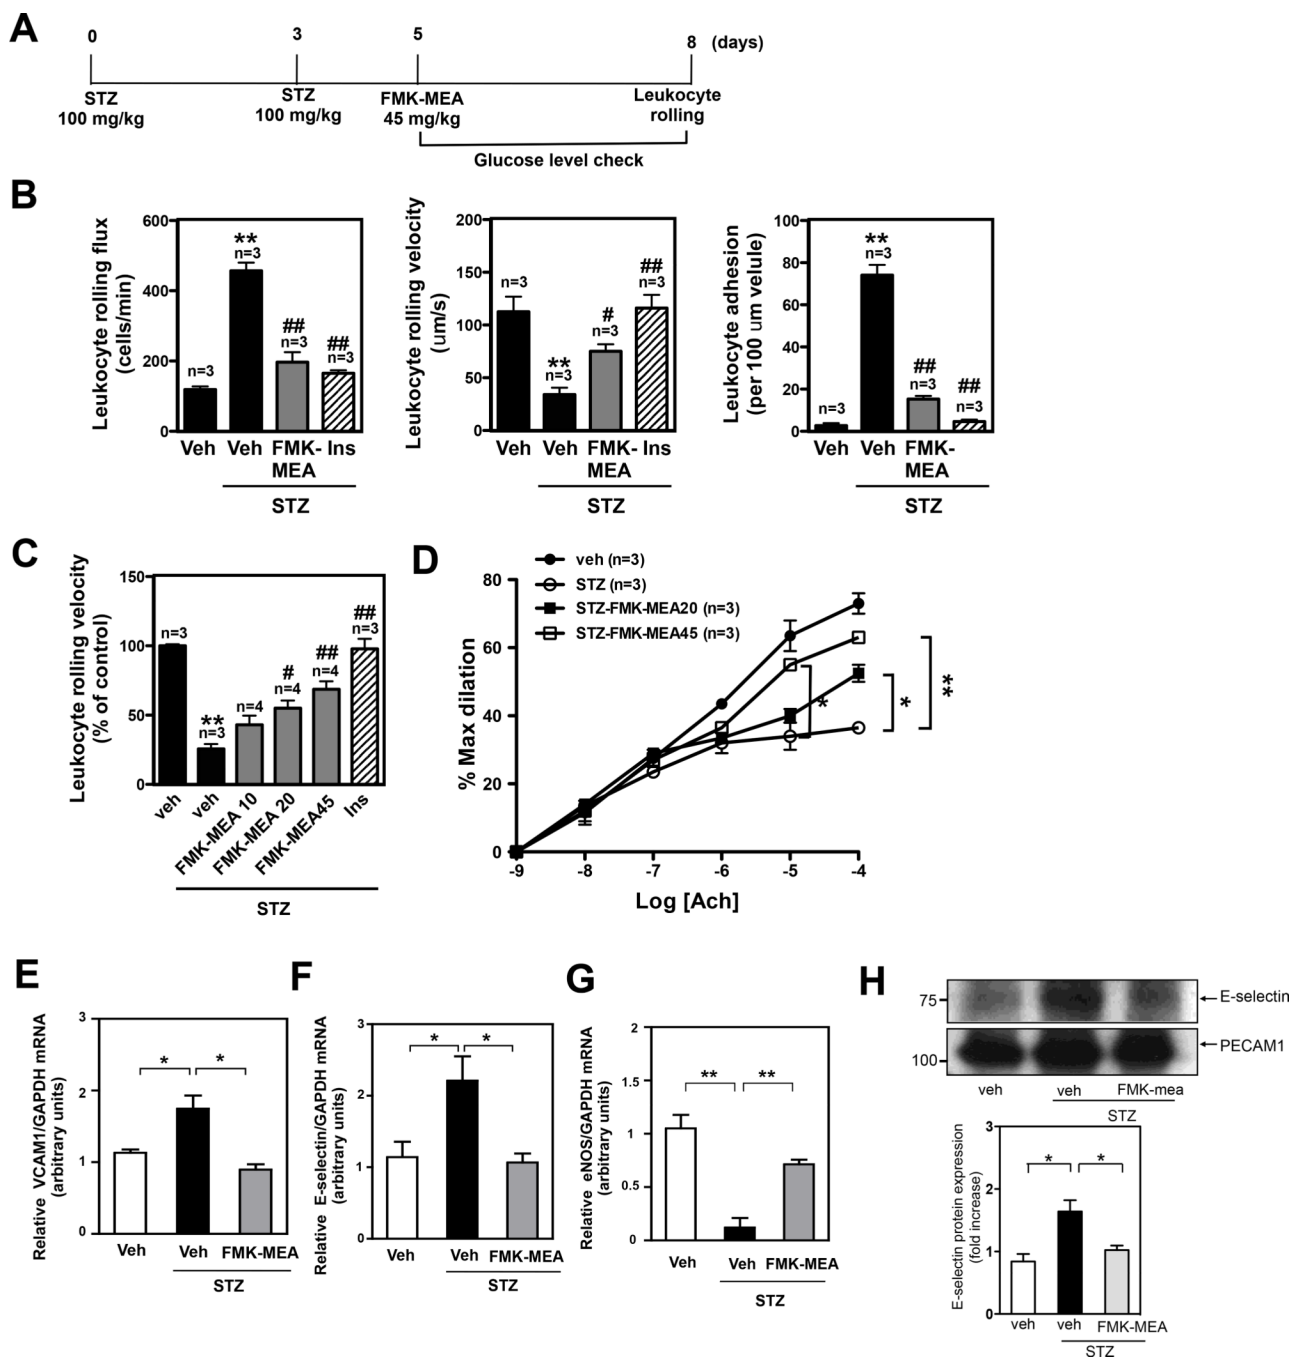 A
0 3 5 8 (days)
STZ STZ FMK-MEA Leukocyte
100 mg/kg 100 mg/kg 45 mg/kg rolling
Glucose level check
B
Leukocyte rolling flux
(cells/min)
600
400
200
0
n=3
**
n=3
##
n=3
##
n=3
Veh Veh FMK- Ins
MEA
STZ
Leukocyte rolling velocity
(um/s)
200
150
100
50
0
n=3
**
n=3
#
n=3
##
n=3
Veh Veh FMK- Ins
MEA
STZ
Leukocyte adhesion
(per 100 um velule)
100
80
60
40
20
0
n=3
**
n=3
##
n=3
##
n=3
Veh Veh FMK-
MEA
STZ
C
Leukocyte rolling velocity
(% of control)
150
100
50
0
n=3
**
n=3
n=4
#
n=4
##
n=4
##
n=3
veh
veh
FMK-MEA 10
FMK-MEA 20
FMK-MEA45
Ins
STZ
D
veh (n=3)
STZ (n=3)
STZ-FMK-MEA20 (n=3)
STZ-FMK-MEA45 (n=3)
% Max dilation
80
60
40
20
0
*
*
**
-9 -8 -7 -6 -5 -4
Log [Ach]
E
Relative VCAM1/GAPDH mRNA
(arbitrary units)
3
2
1
0
* *
Veh Veh FMK-MEA
STZ
F
Relative E-selectin/GAPDH mRNA
(arbitrary units)
3
2
1
0
* *
Veh Veh FMK-MEA
STZ
G
Relative eNOS/GAPDH mRNA
(arbitrary units)
2
1.5
1
0.5
0
** **
Veh Veh FMK-MEA
STZ
H
75 E-selectin
100 PECAM1
veh veh FMK-mea
STZ
E-selectin protein expression
(fold increase)
3
2
1
0
* *
veh veh FMK-MEA
STZ